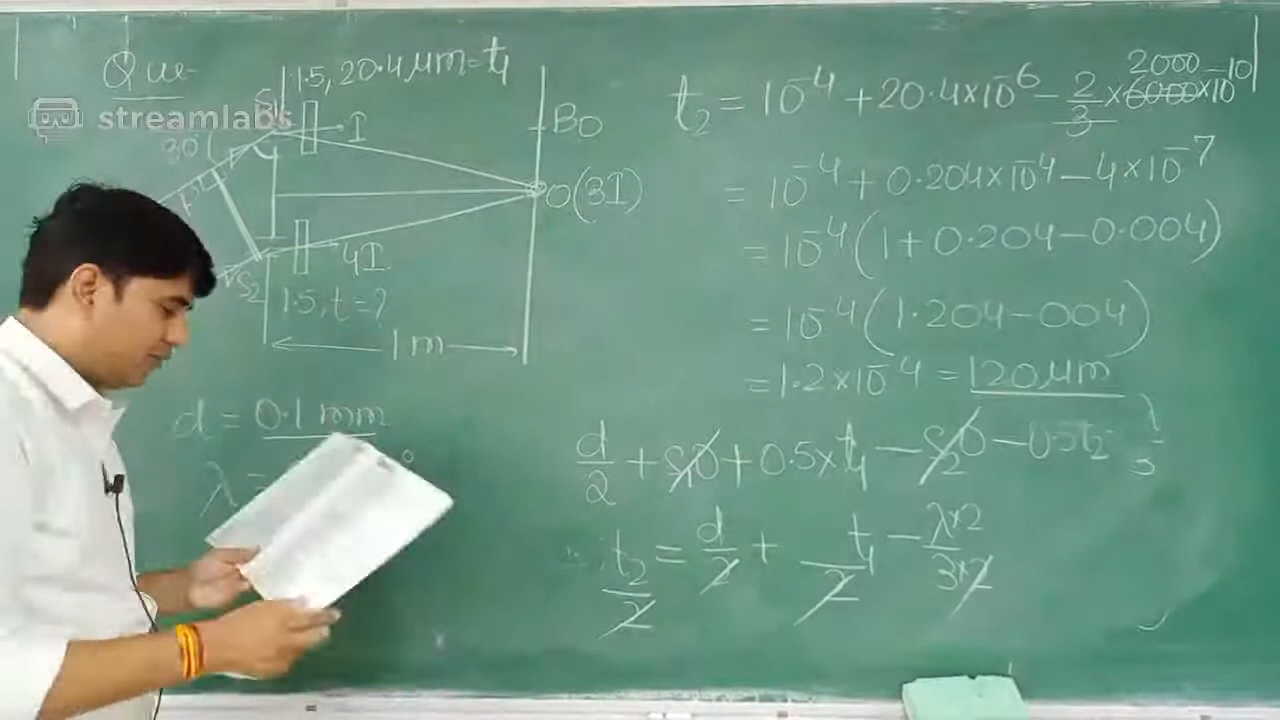 Que-
1.5, 20.4 μm = t₁
streamlabs
S₁
30°
I
B0
O(3I)
S₂
4I
1.5, t = ?
1 m
d = 0.1 mm
λ =
t₂ = 10⁻⁴ + 20.4×10⁻⁶ - 2/3 × 6000 2000 ×10⁻¹⁰
= 10⁻⁴ + 0.204×10⁻⁴ - 4×10⁻⁷
= 10⁻⁴(1 + 0.204 - 0.004)
= 10⁻⁴(1.204 - 004)
= 1.2×10⁻⁴ = 120 μm
d/2 + S₁O + 0.5×t₁ - S₂O - 0.5t₂ λ/3
t₂/2 = d/2 + t₁/2 - λ×2/3×2